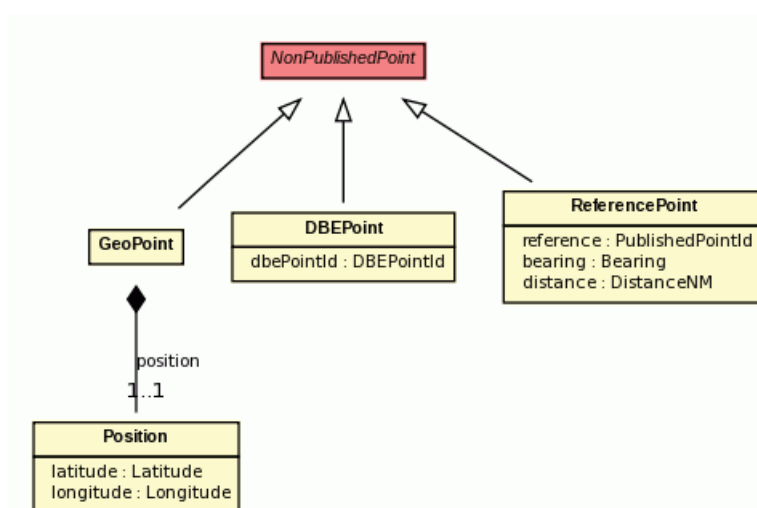 NonPublishedPoint
GeoPoint
DBEPoint
dbePointId : DBEPointId
ReferencePoint
reference : PublishedPointId
bearing : Bearing
distance : DistanceNM
position
1..1
Position
latitude : Latitude
longitude : Longitude